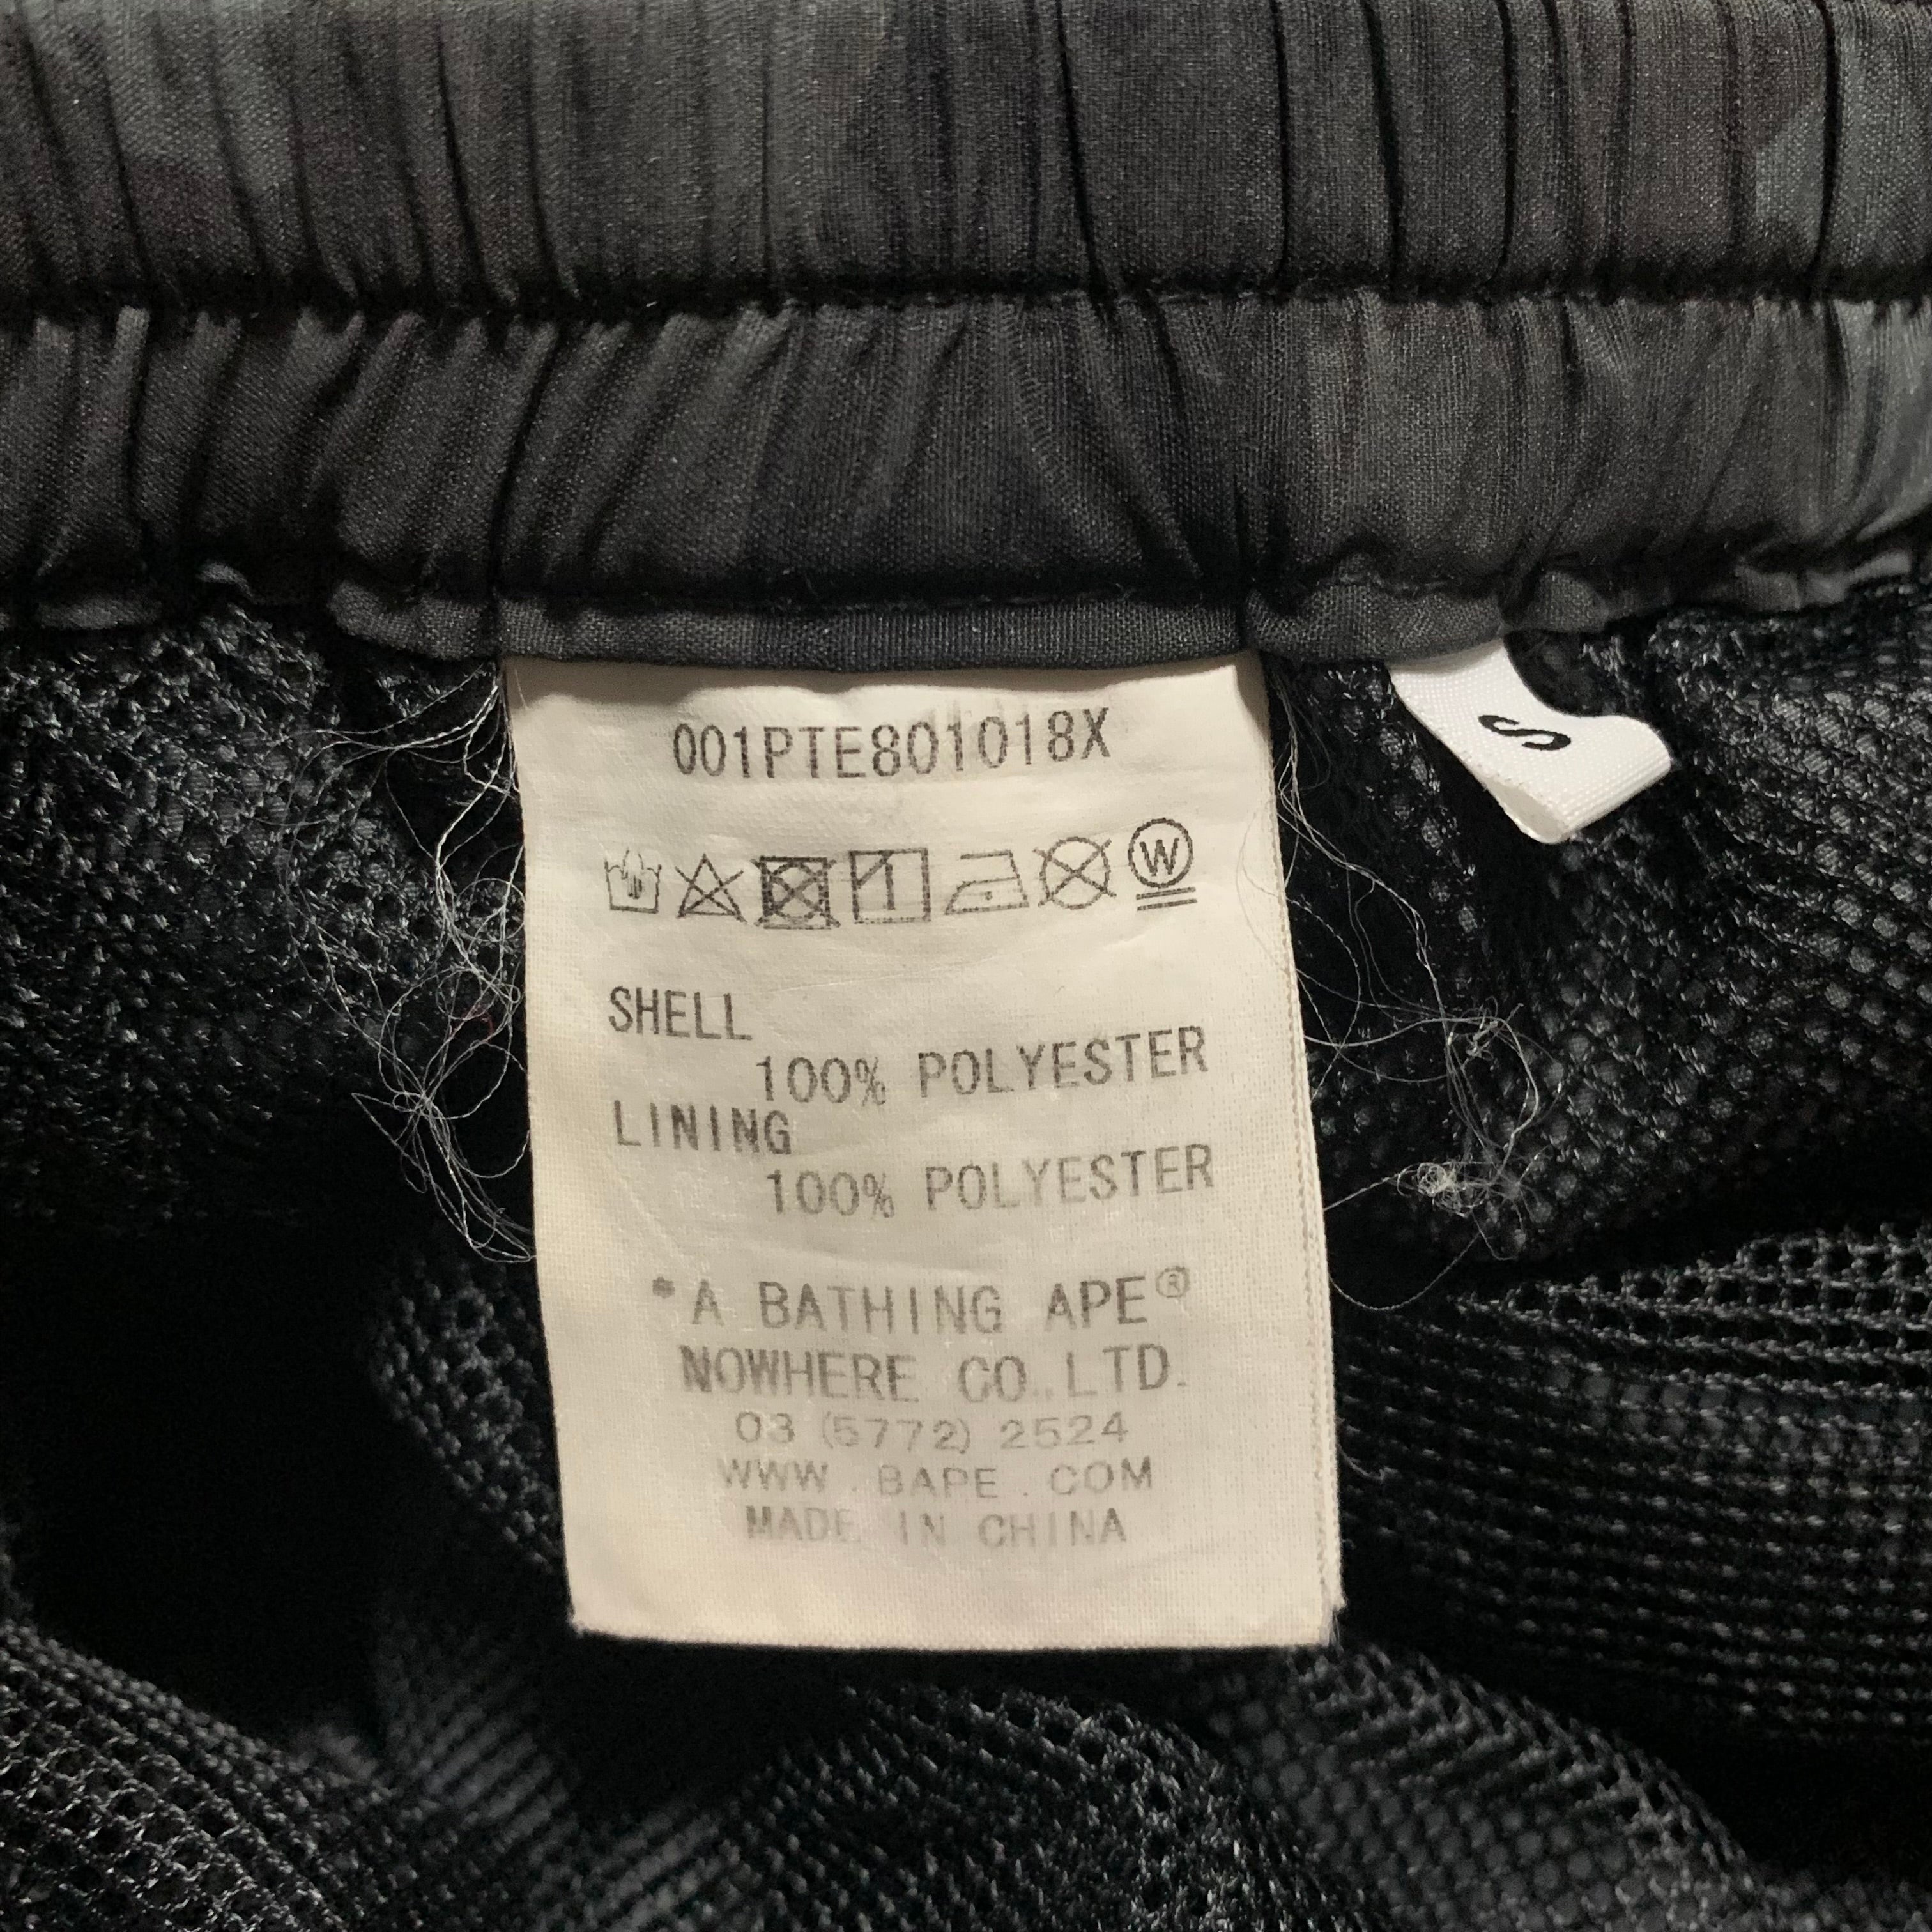 001PTE801018X
S
W
SHELL
100% POLYESTER
LINING
100% POLYESTER
*A BATHING APE®
NOWHERE CO.,LTD.
03 (5772) 2524
WWW.BAPE.COM
MADE IN CHINA